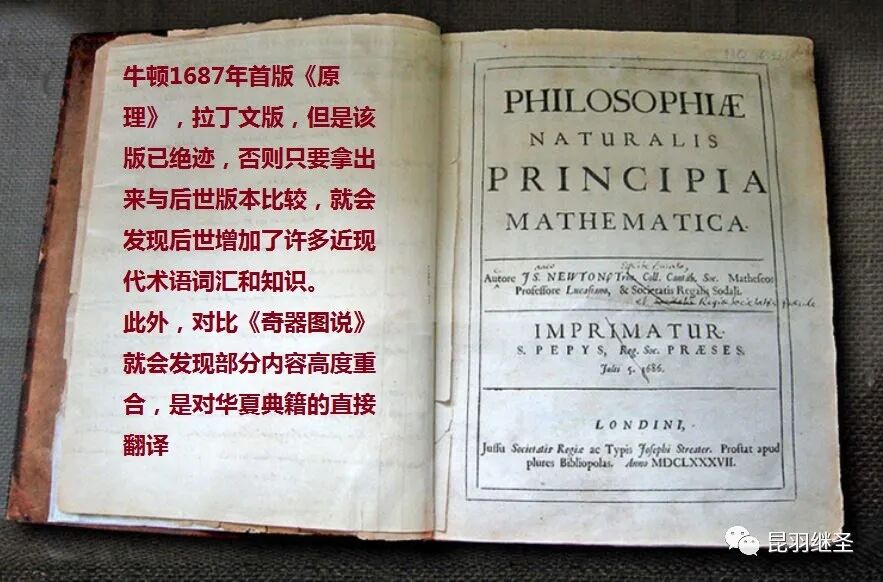 牛顿1687年首版《原
理》，拉丁文版，但是该
版已绝迹，否则只要拿出
来与后世版本比较，就会
发现后世增加了许多近现
代术语词汇和知识。
此外，对比《奇器图说》
就会发现部分内容高度重
合，是对华夏典籍的直接
翻译
PHILOSOPHIÆ
NATURALIS
PRINCIPIA
MATHEMATICA.
Autore JS. NEWTON, Trin. Coll. Cantab. Soc. Matheseos
Professore Lucasiano, & Societatis Regalis Sodali.
IMPRIMATUR.
S. PEPYS, Reg. Soc. PRÆSES.
Julii 5. 1686.
LONDINI,
Jussu Societatis Regiæ ac Typis Josephi Streater. Prostat apud
plures Bibliopolas. Anno MDCLXXXVII.
昆羽继圣